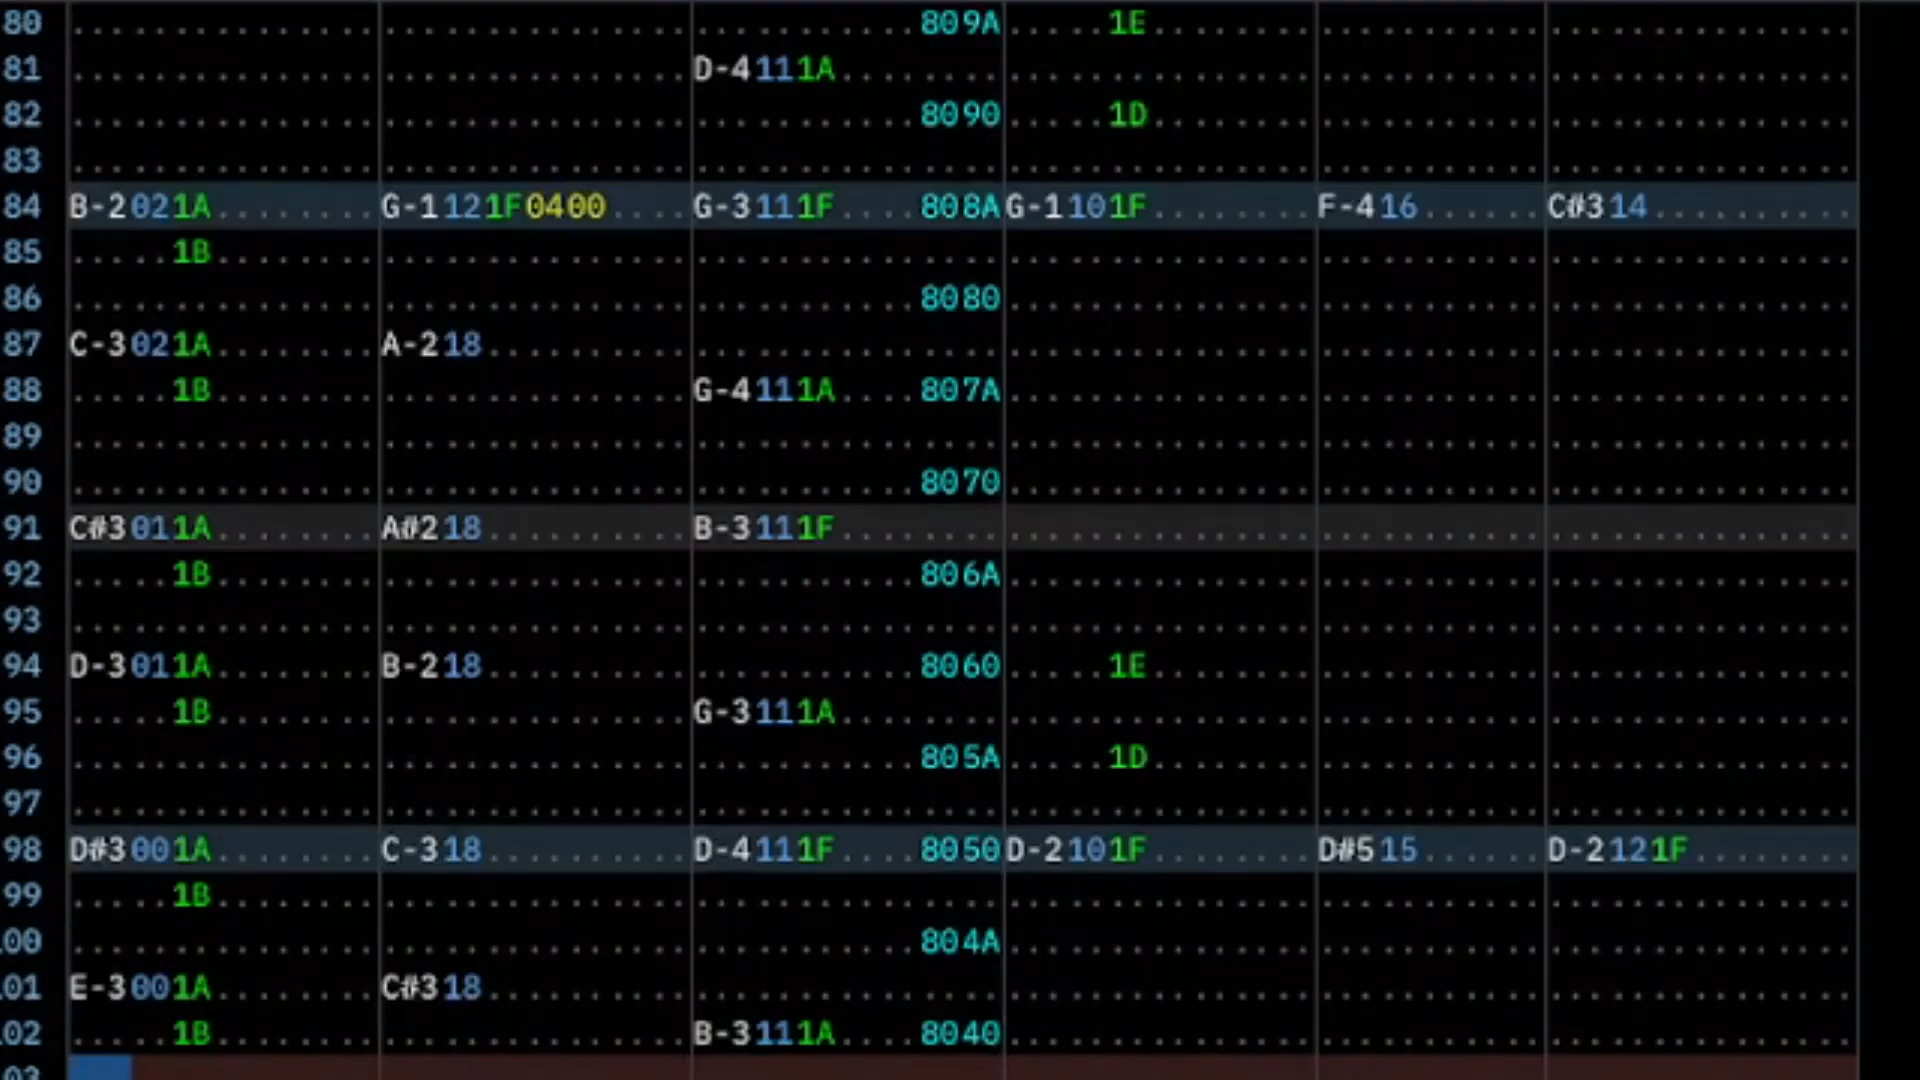 80 809A 1E
81 D-4111A
82 8090 1D
83
84 B-2021A G-1121F0400 G-3111F 808A G-1101F F-416 C#314
85 1B
86 8080
87 C-3021A A-218
88 1B G-4111A 807A
89
90 8070
91 C#3011A A#218 B-3111F
92 1B 806A
93
94 D-3011A B-218 8060 1E
95 1B G-3111A
96 805A 1D
97
98 D#3001A C-318 D-4111F 8050 D-2101F D#515 D-2121F
99 1B
00 804A
01 E-3001A C#318
02 1B B-3111A 8040
03